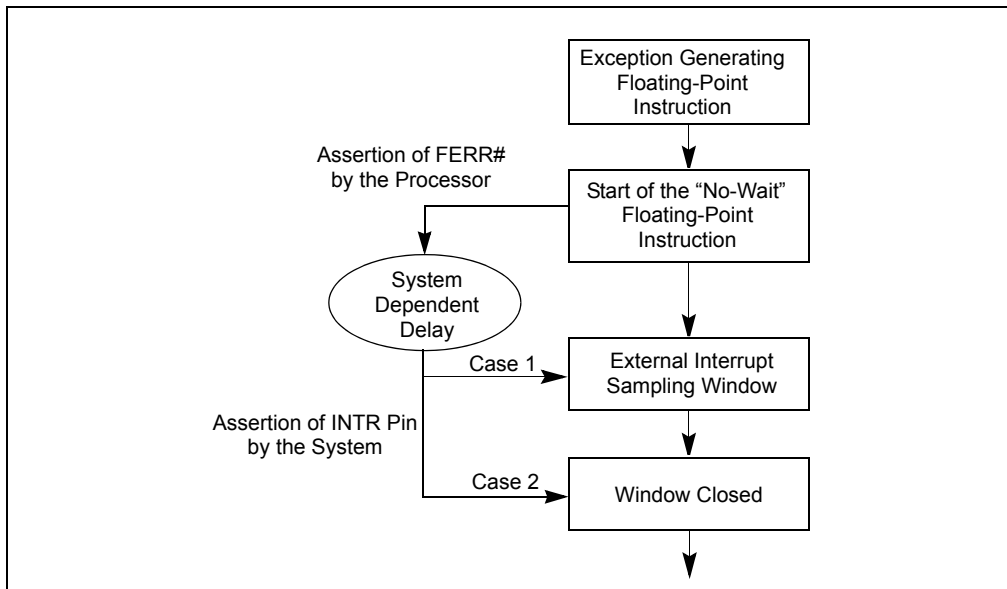 Exception Generating
Floating-Point
Instruction
Assertion of FERR#
by the Processor
Start of the “No-Wait”
Floating-Point
Instruction
System
Dependent
Delay
Case 1
External Interrupt
Sampling Window
Assertion of INTR Pin
by the System
Case 2
Window Closed